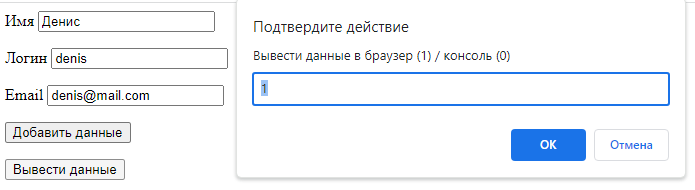 Имя Денис
Логин denis
Email denis@mail.com
Добавить данные
Вывести данные
Подтвердите действие
Вывести данные в браузер (1) / консоль (0)
1
ОК Отмена